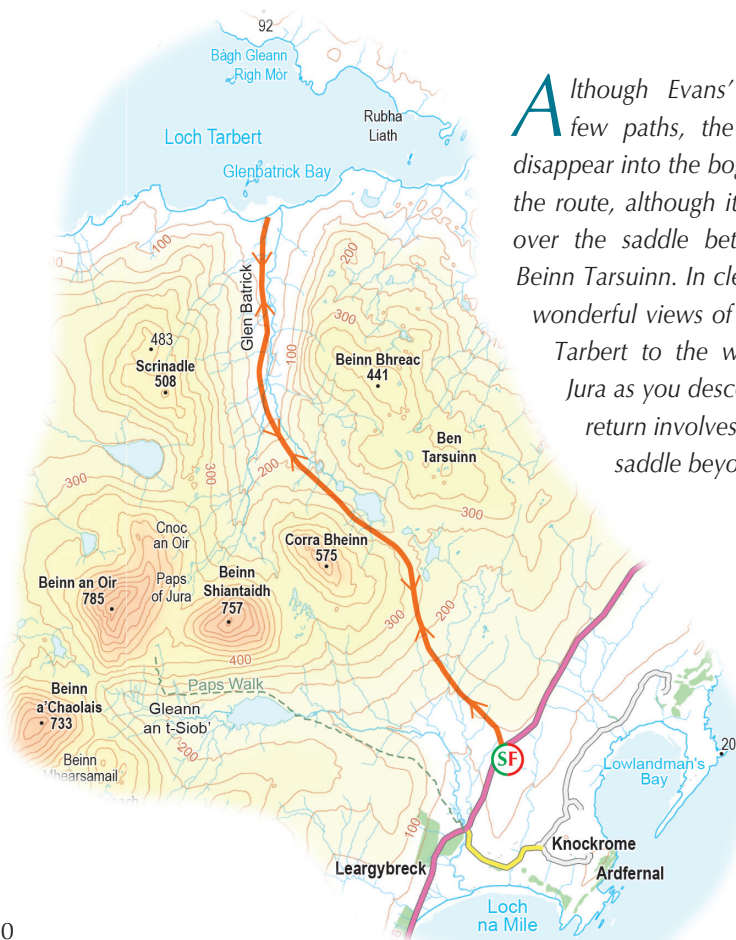 92
Bàgh Gleann
Righ Mòr
Rubha
Liath
Loch Tarbert
Glenbatrick Bay
100
200
Glen Batrick
300
100
483
Scrinadle
508
Beinn Bhreac
441
Ben
Tarsuinn
200
300
300
300
Cnoc
an Oir
Corra Bheinn
575
Beinn an Oir
785
Paps
of Jura
Beinn
Shiantaidh
757
300
200
400
Paps Walk
Beinn
a'Chaolais
733
Gleann
an t-Siob'
200
Beinn
SF
20
Lowlandman's
Bay
100
Leargybreck
Knockrome
Ardfernal
Loch
na Mile
Although Evans'
few paths, the
disappear into the bog
the route, although it
over the saddle bet
Beinn Tarsuinn. In cle
wonderful views of
Tarbert to the w
Jura as you desc
return involves
saddle beyo
0